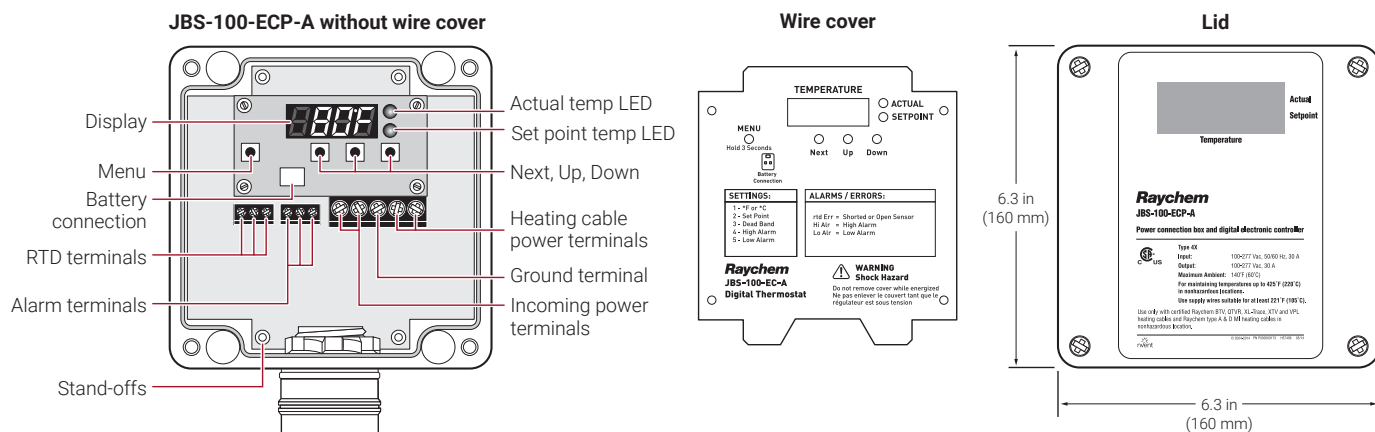 JBS-100-ECP-A without wire cover
Display
Menu
Battery
connection
RTD terminals
Alarm terminals
Stand-offs
Actual temp LED
Set point temp LED
Next, Up, Down
Heating cable
power terminals
Ground terminal
Incoming power
terminals
80°F
Wire cover
TEMPERATURE
ACTUAL
SETPOINT
MENU
Hold 3 Seconds
Next Up Down
Battery
Connection
SETTINGS:
1 - °F or °C
2 - Set Point
3 - Dead Band
4 - High Alarm
5 - Low Alarm
ALARMS / ERRORS:
rtd Err = Shorted or Open Sensor
Hi Alr = High Alarm
Lo Alr = Low Alarm
Raychem
JBS-100-EC-A
Digital Thermostat
WARNING
Shock Hazard
Do not remove cover while energized
Ne pas enlever le couvert tant que le
régulateur est sous tension
Lid
Actual
Setpoint
Temperature
Raychem
JBS-100-ECP-A
Power connection box and digital electronic controller
C US
Type 4X
Input: 100-277 Vac, 50/60 Hz, 30 A
Output: 100-277 Vac, 30 A
Maximum Ambient: 140°F (60°C)
For maintaining temperatures up to 425°F (220°C)
in nonhazardous locations.
Use supply wires suitable for at least 221°F (105°C).
Use only with certified Raychem BTV, QTVR, XL-Trace, XTV and VPL
heating cables and Raychem type A & D MI heating cables in
nonhazardous location.
nvent
6.3 in
(160 mm)
6.3 in
(160 mm)